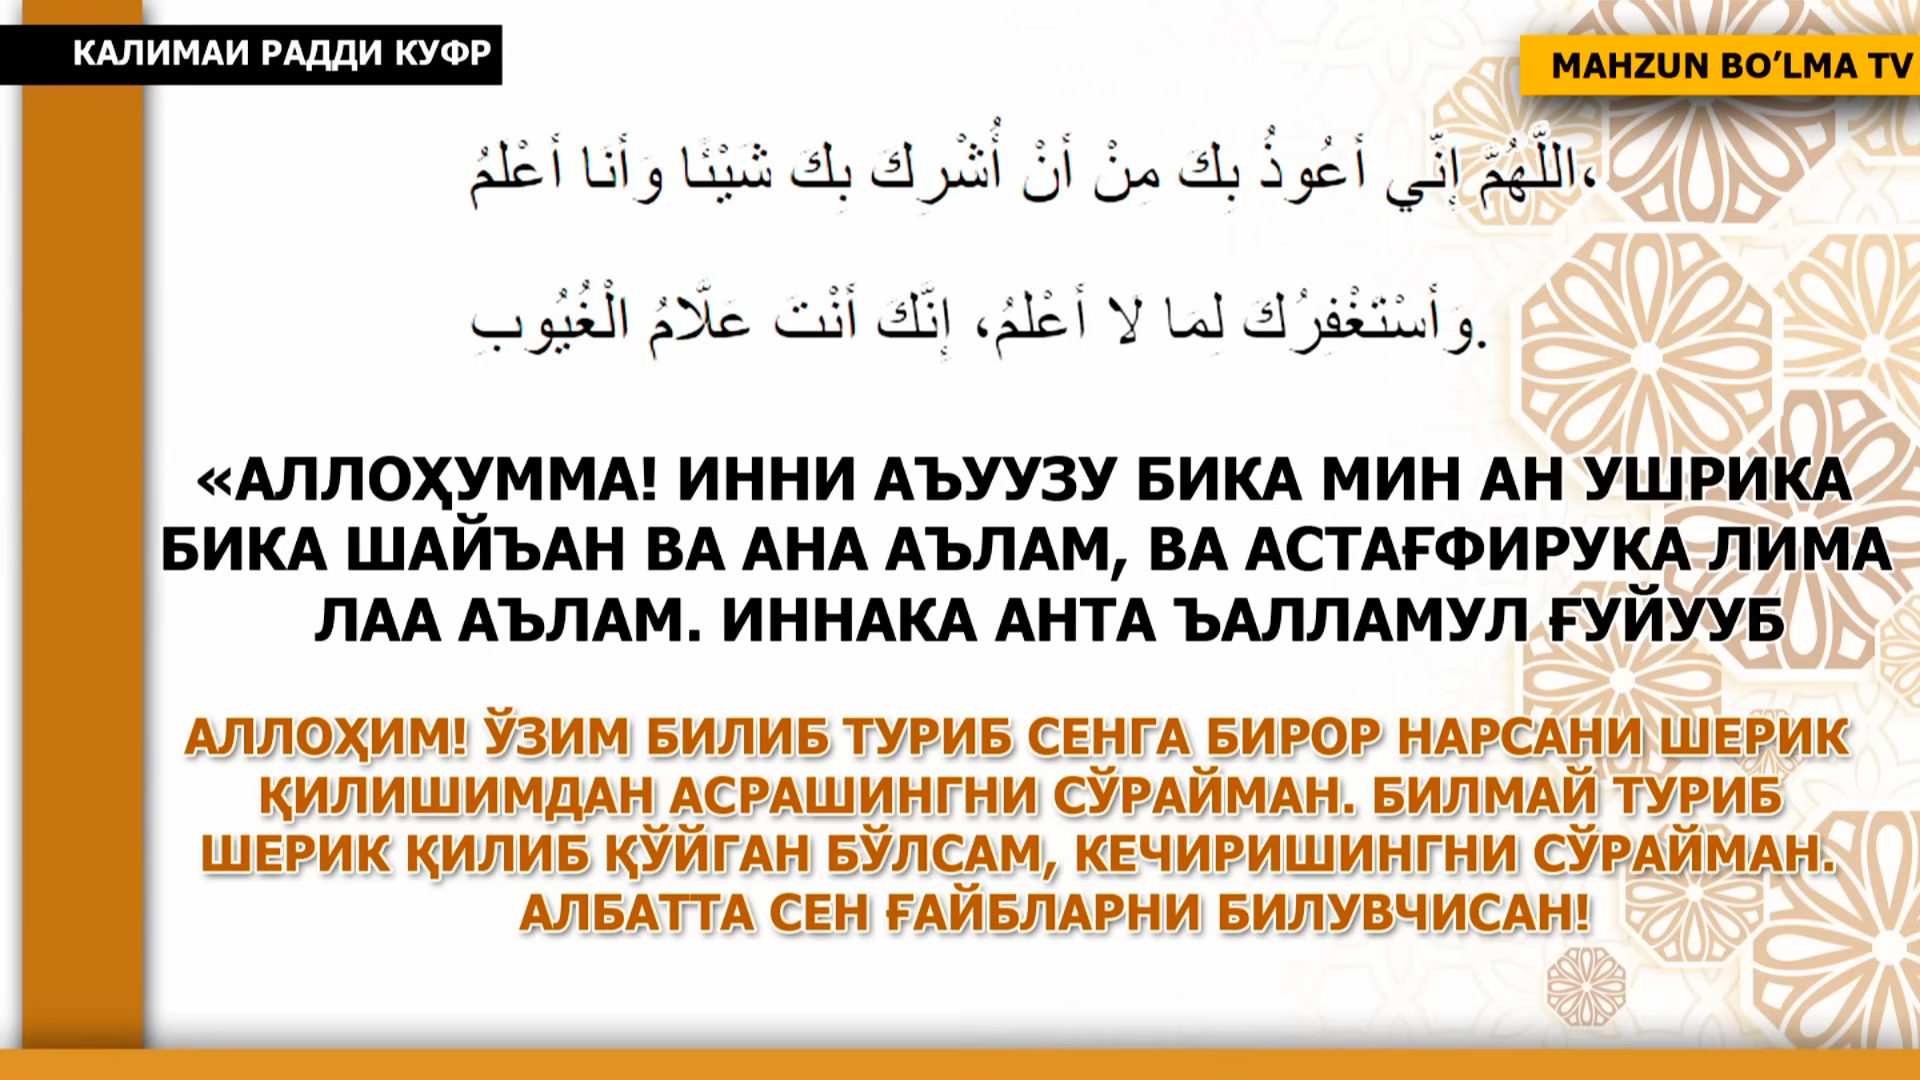 КАЛИМАИ РАДДИ КУФР
MAHZUN BO’LMA TV
اللَّهُمَّ إِنِّي أَعُوذُ بِكَ مِنْ أَنْ أُشْرِكَ بِكَ شَيْئًا وَأَنَا أَعْلَمُ،
وَأَسْتَغْفِرُكَ لِمَا لَا أَعْلَمُ، إِنَّكَ أَنْتَ عَلَّامُ الْغُيُوبِ.
«АЛЛОҲУММА! ИННИ АЪУУЗУ БИКА МИН АН УШРИКА
БИКА ШАЙЪАН ВА АНА АЪЛАМ, ВА АСТАҒФИРУКА ЛИМА
ЛАА АЪЛАМ. ИННАКА АНТА ЪАЛЛАМУЛ ҒУЙУУБ
АЛЛОҲИМ! ЎЗИМ БИЛИБ ТУРИБ СЕНГА БИРОР НАРСАНИ ШЕРИК
ҚИЛИШИМДАН АСРАШИНГНИ СЎРАЙМАН. БИЛМАЙ ТУРИБ
ШЕРИК ҚИЛИБ ҚЎЙГАН БЎЛСАМ, КЕЧИРИШИНГНИ СЎРАЙМАН.
АЛБАТТА СЕН ҒАЙБЛАРНИ БИЛУВЧИСАН!